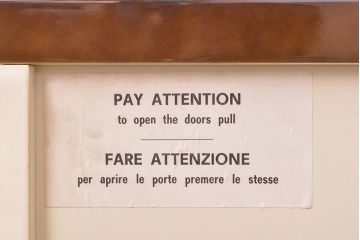 PAY ATTENTION
to open the doors pull
FARE ATTENZIONE
per aprire le porte premere le stesse